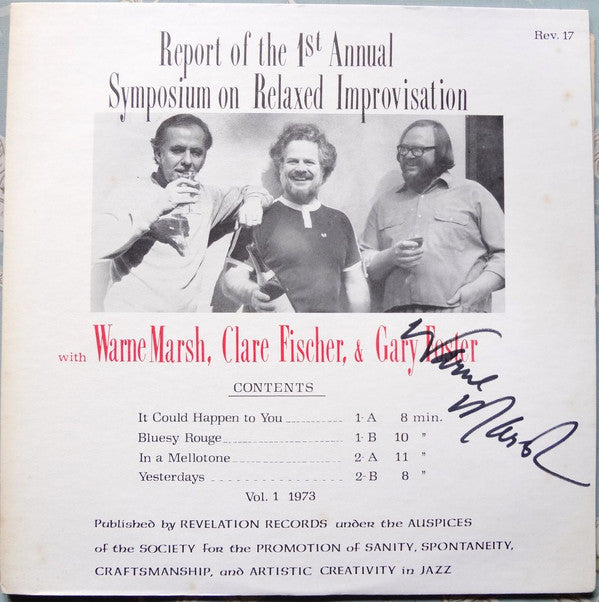 Rev. 17
Report of the 1st Annual
Symposium on Relaxed Improvisation
with Warne Marsh, Clare Fischer, & Gary Foster
Warne
Marsh
CONTENTS
It Could Happen to You 1-A 8 min.
Bluesy Rouge 1-B 10 "
In a Mellotone 2-A 11 "
Yesterdays 2-B 8 "
Vol. 1 1973
Published by REVELATION RECORDS under the AUSPICES
of the SOCIETY for the PROMOTION of SANITY, SPONTANEITY,
CRAFTSMANSHIP, and ARTISTIC CREATIVITY in JAZZ